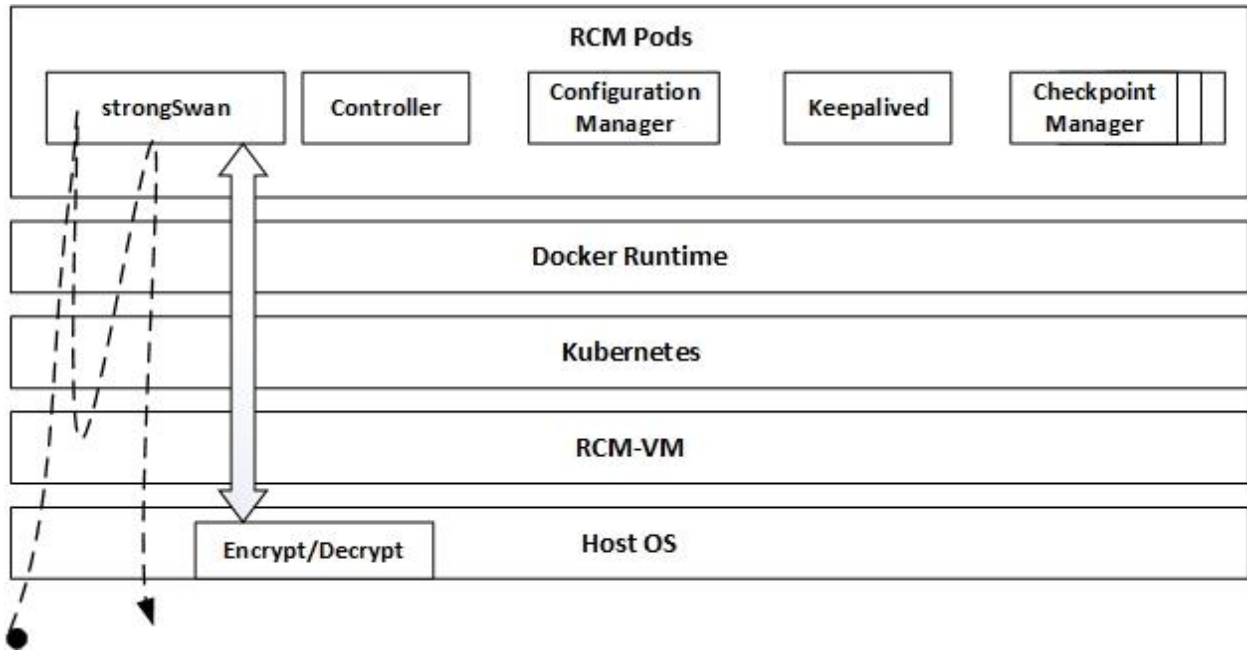 RCM Pods
strongSwan
Controller
Configuration
Manager
Keepalived
Checkpoint
Manager
Docker Runtime
Kubernetes
RCM-VM
Host OS
Encrypt/Decrypt